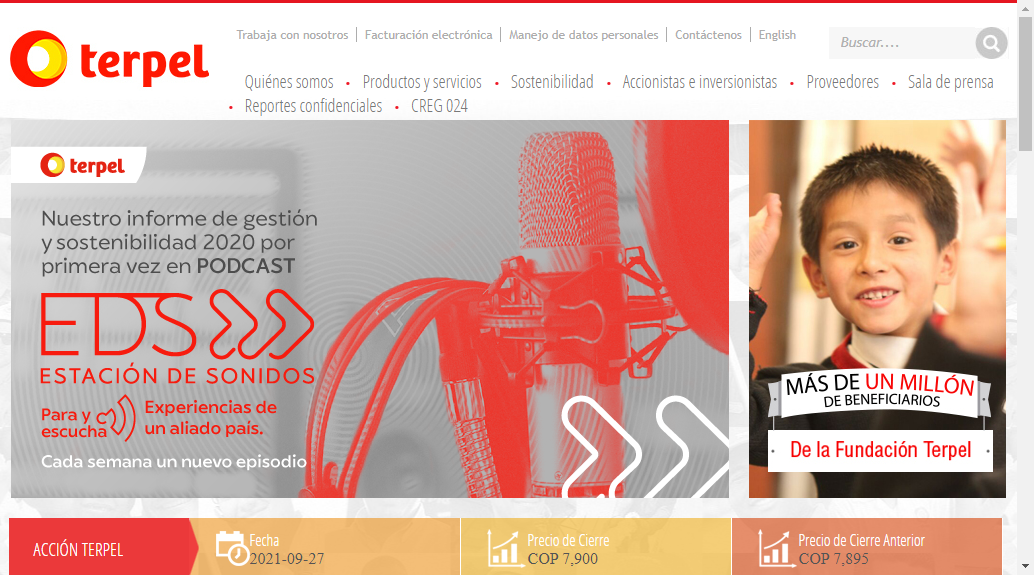 Trabaja con nosotros | Facturación electrónica | Manejo de datos personales | Contáctenos | English
Buscar....
terpel
Quiénes somos • Productos y servicios • Sostenibilidad • Accionistas e inversionistas • Proveedores • Sala de prensa
• Reportes confidenciales • CREG 024
terpel
Nuestro informe de gestión
y sostenibilidad 2020 por
primera vez en PODCAST
EDS
ESTACIÓN DE SONIDOS
Para y
escucha
Experiencias de
un aliado país.
Cada semana un nuevo episodio
MÁS DE UN MILLÓN
DE BENEFICIARIOS
De la Fundación Terpel
ACCIÓN TERPEL
Fecha
2021-09-27
Precio de Cierre
COP 7,900
Precio de Cierre Anterior
COP 7,895